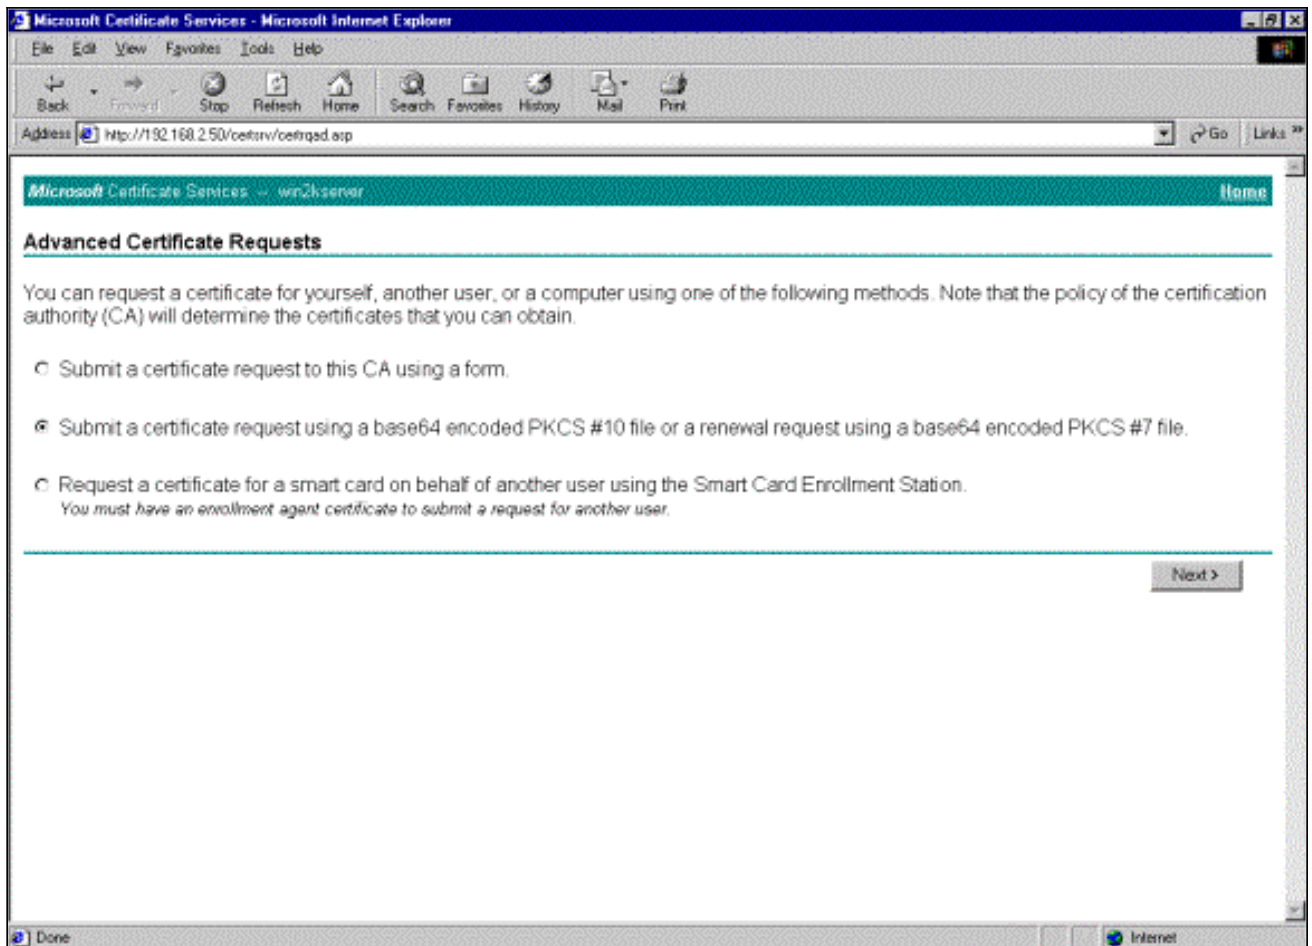 Microsoft Certificate Services - Microsoft Internet Explorer
File Edit View Favorites Tools Help
Back Forward Stop Refresh Home Search Favorites History Mail Print
Address http://192.168.2.50/certsrv/certrqad.asp Go Links »
Microsoft Certificate Services -- win2kserver Home
Advanced Certificate Requests
You can request a certificate for yourself, another user, or a computer using one of the following methods. Note that the policy of the certification
authority (CA) will determine the certificates that you can obtain.
Submit a certificate request to this CA using a form.
Submit a certificate request using a base64 encoded PKCS #10 file or a renewal request using a base64 encoded PKCS #7 file.
Request a certificate for a smart card on behalf of another user using the Smart Card Enrollment Station.
You must have an enrollment agent certificate to submit a request for another user.
Next >
Done Internet